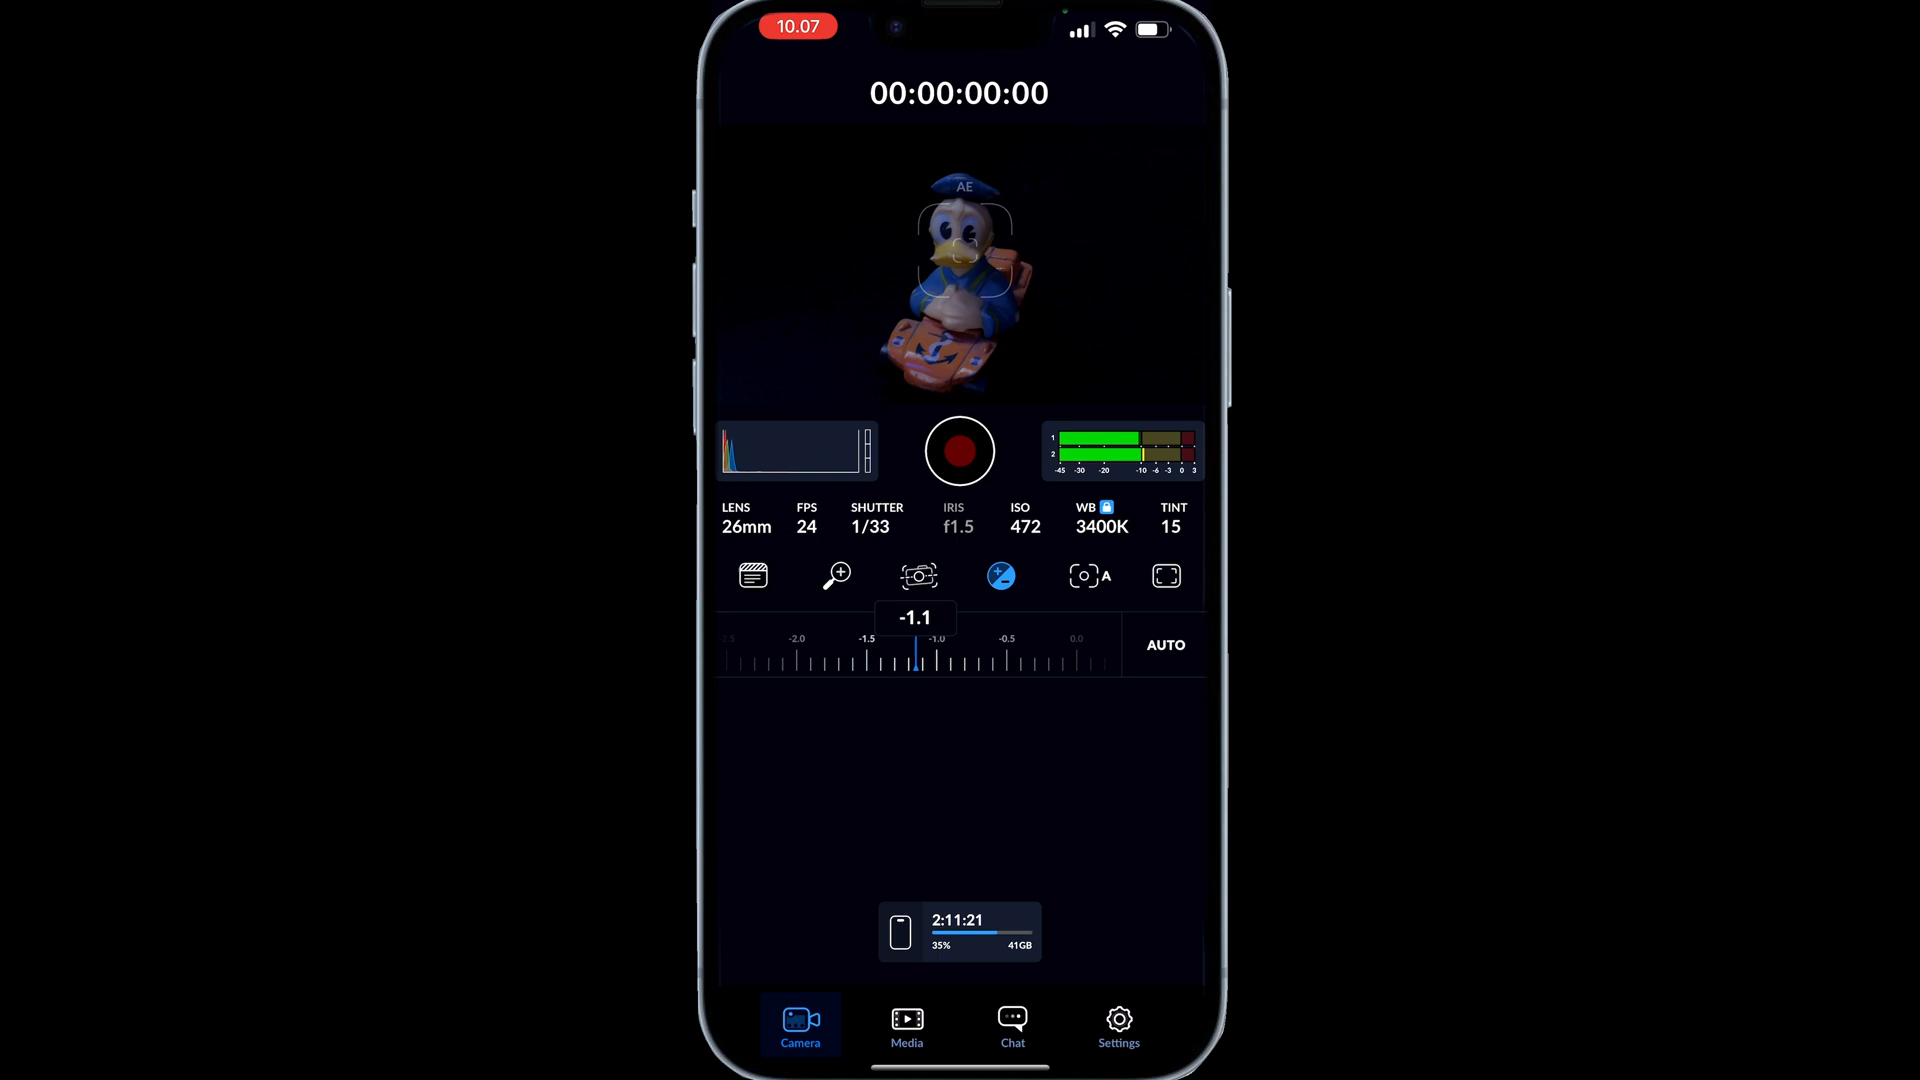 10.07
00:00:00:00
AE
1
2
-45 -30 -20 -10 -6 -3 0 3
LENS FPS SHUTTER IRIS ISO WB TINT
26mm 24 1/33 f1.5 472 3400K 15
A
-1.1
-2.0 -1.5 -1.0 -0.5 0.0
AUTO
2:11:21
35% 41GB
Camera Media Chat Settings